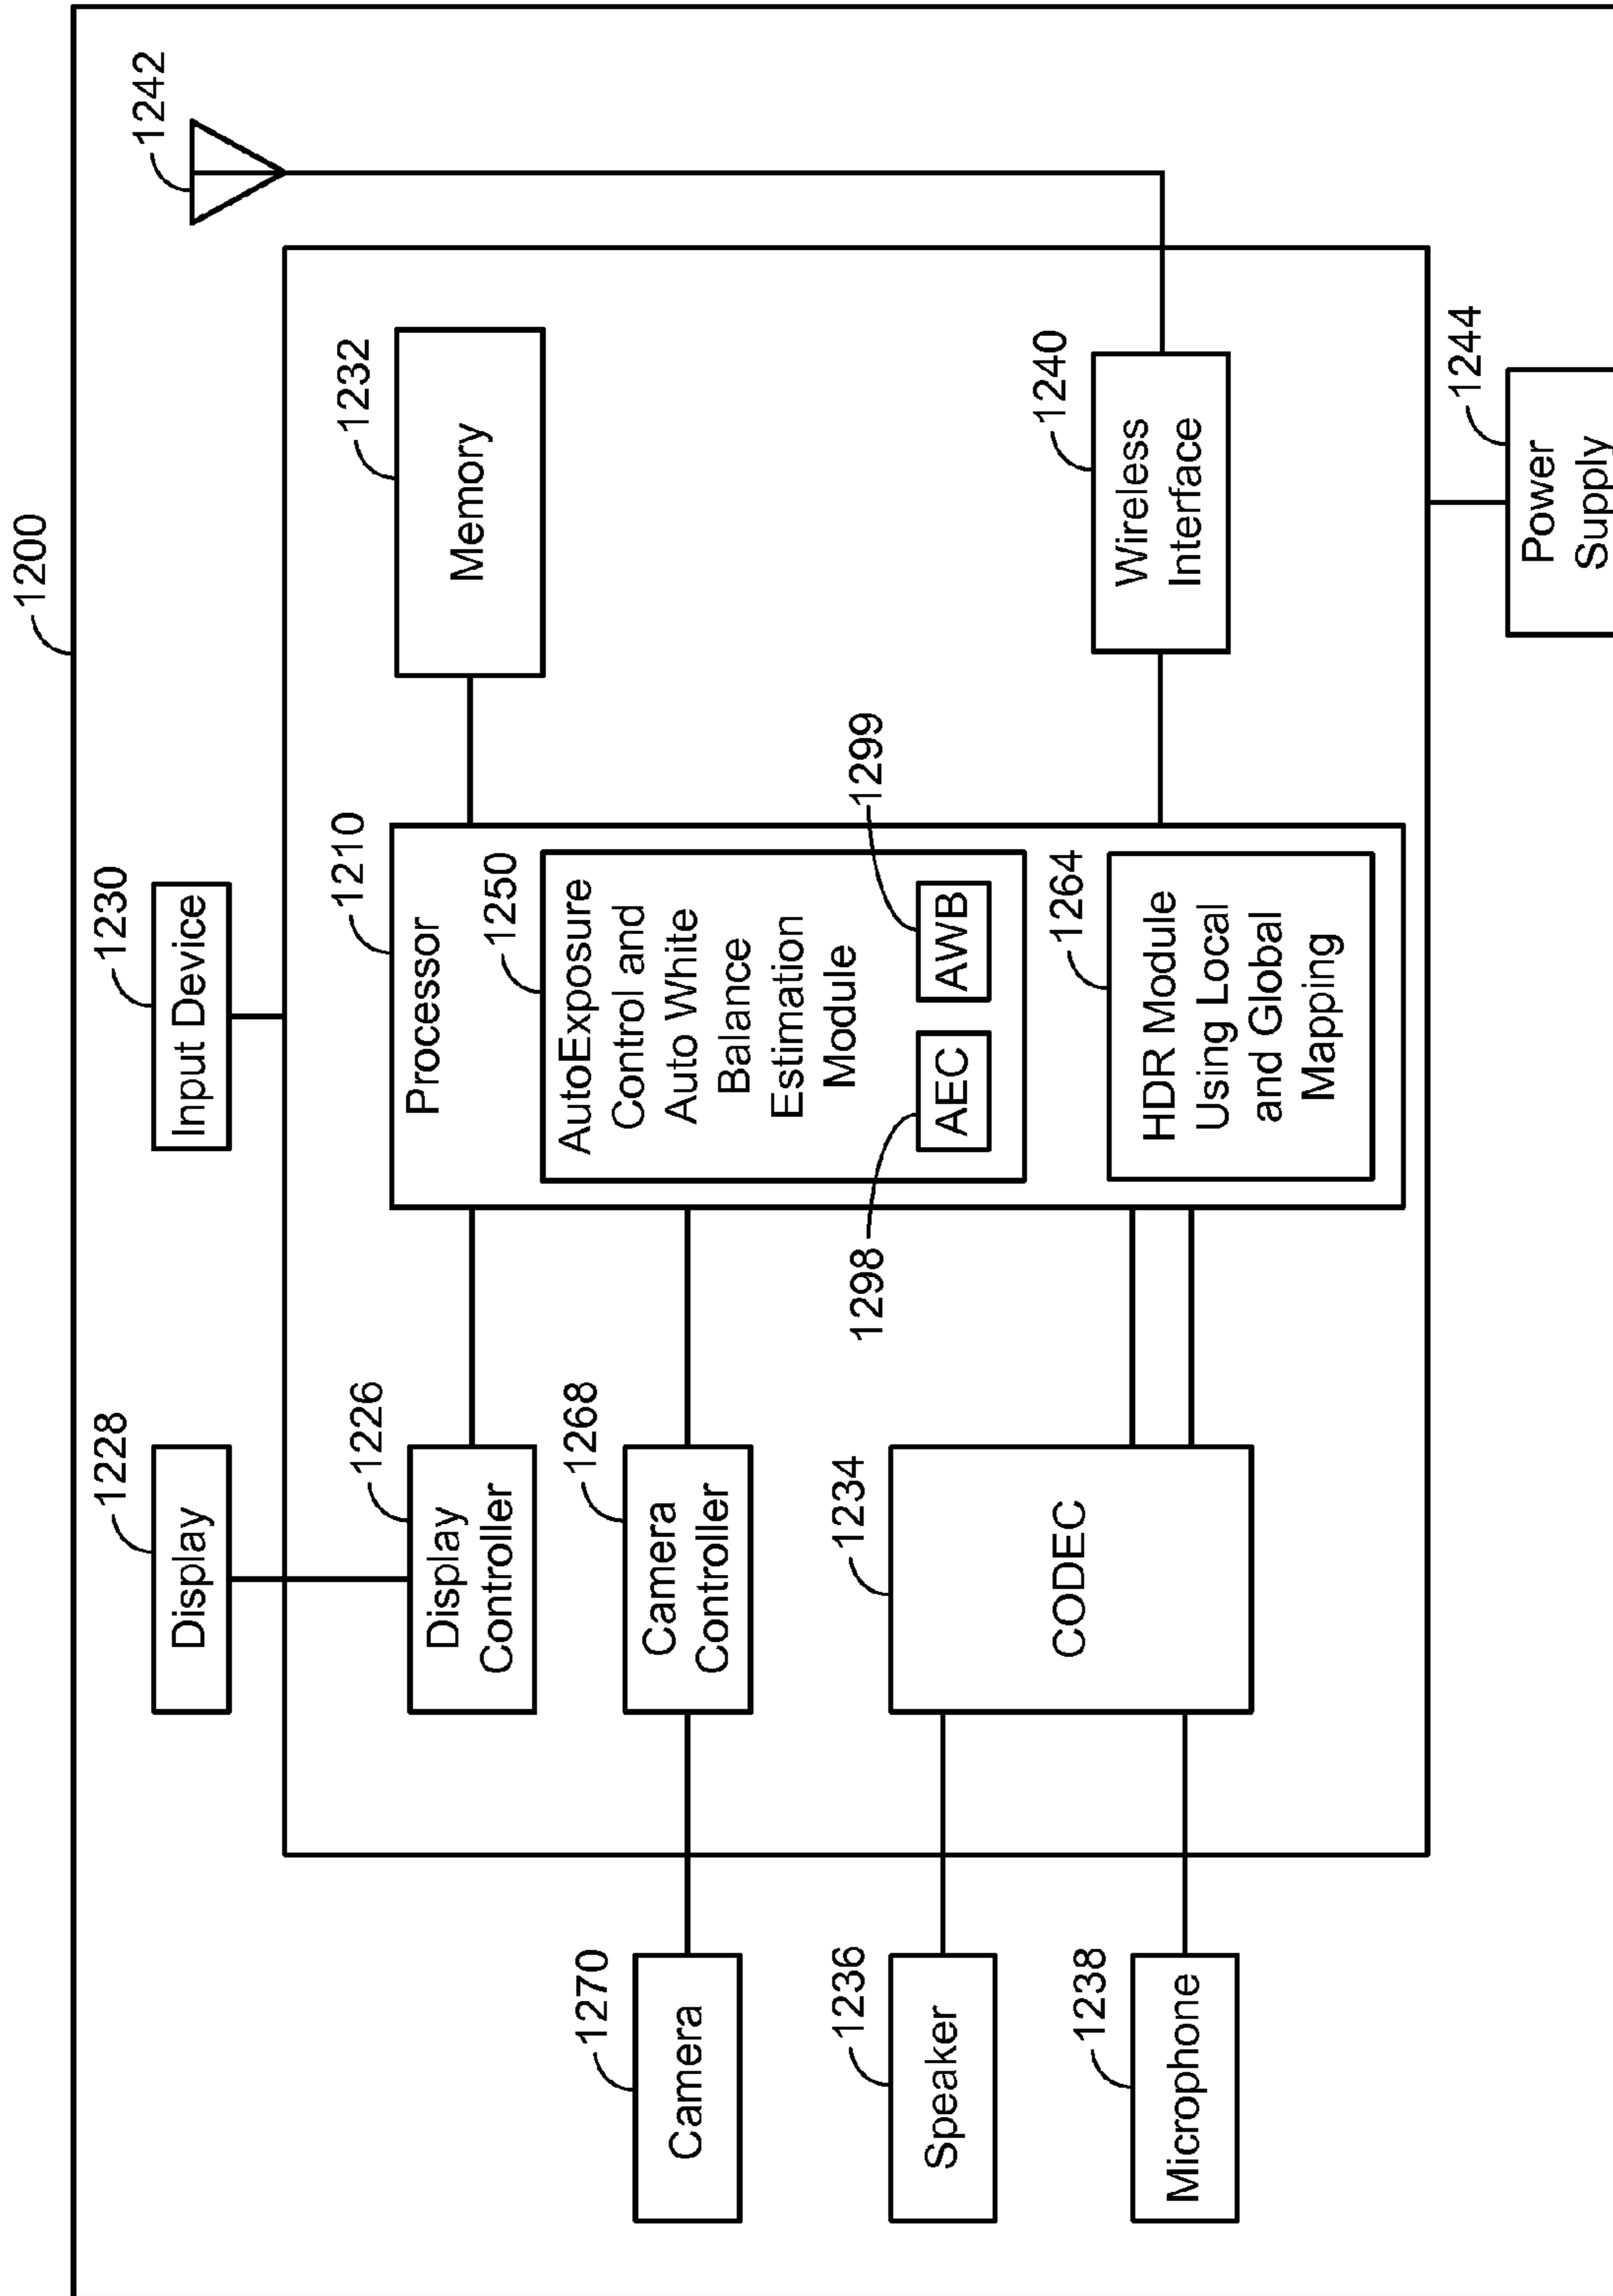 1200
1228
1230
1242
Display
Input Device
1226
1210
1232
Display
Controller
Processor
Memory
1250
AutoExposure
Control and
Auto White
Balance
Estimation
Module
1270
1268
Camera
Camera
Controller
1298
1299
AEC
AWB
1236
1234
1240
Speaker
CODEC
Wireless
Interface
1238
1264
Microphone
HDR Module
Using Local
and Global
Mapping
1244
Power
Supply